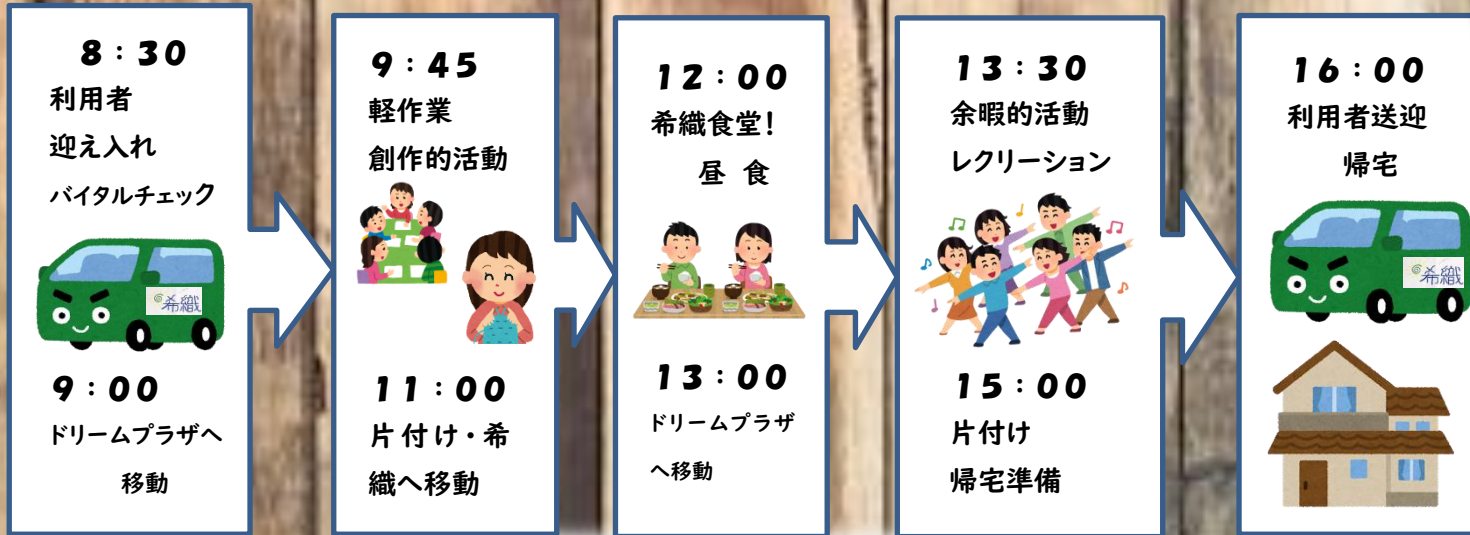 8：30
利用者
迎え入れ
バイタルチェック
希織
9：00
ドリームプラザへ
移動
9：45
軽作業
創作的活動
11：00
片付け・希
織へ移動
12：00
希織食堂！
昼 食
13：00
ドリームプラザ
へ移動
13：30
余暇的活動
レクリーション
15：00
片付け
帰宅準備
16：00
利用者送迎
帰宅
希織